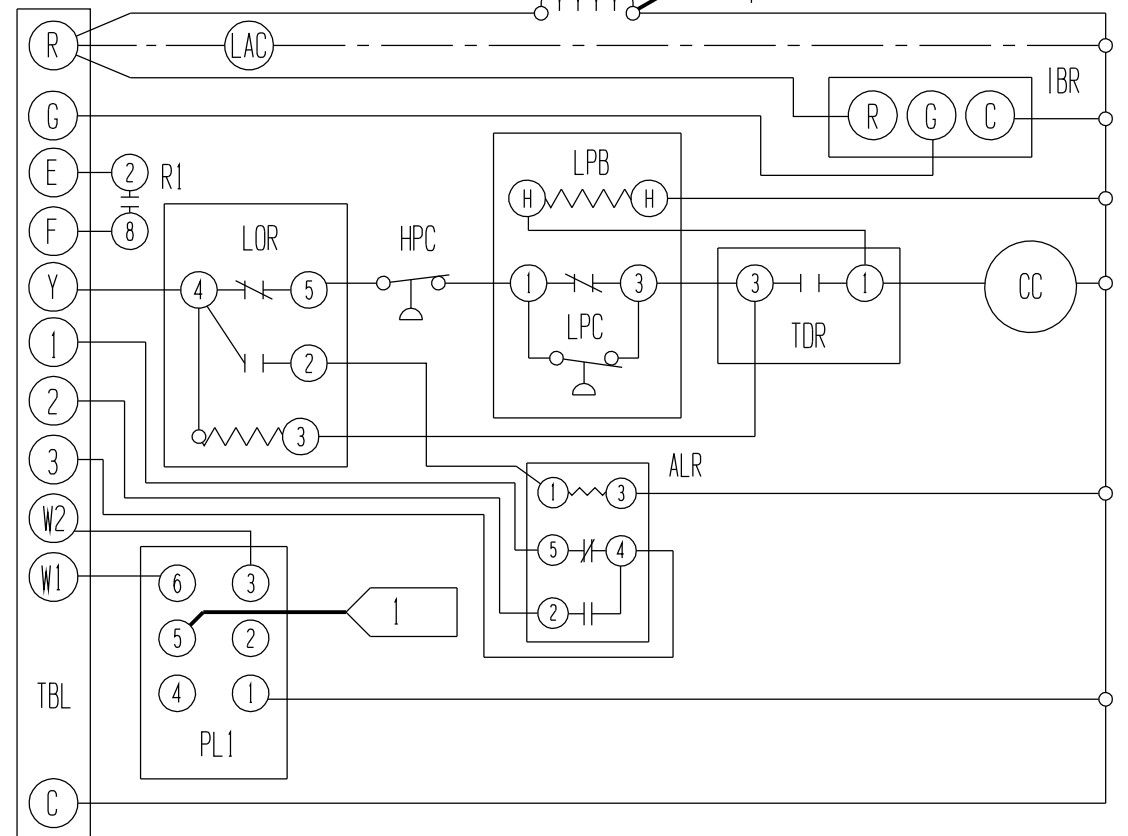 R
LAC
IBR
G
R G C
E
2
R1
LPB
F
8
H H
LOR
HPC
Y
4 5
1 3
3 1
CC
1
LPC
TDR
2
2
3
3
ALR
1 3
W2
5 4
W1
6 3
1
2
5 2
TBL
4 1
PL1
C